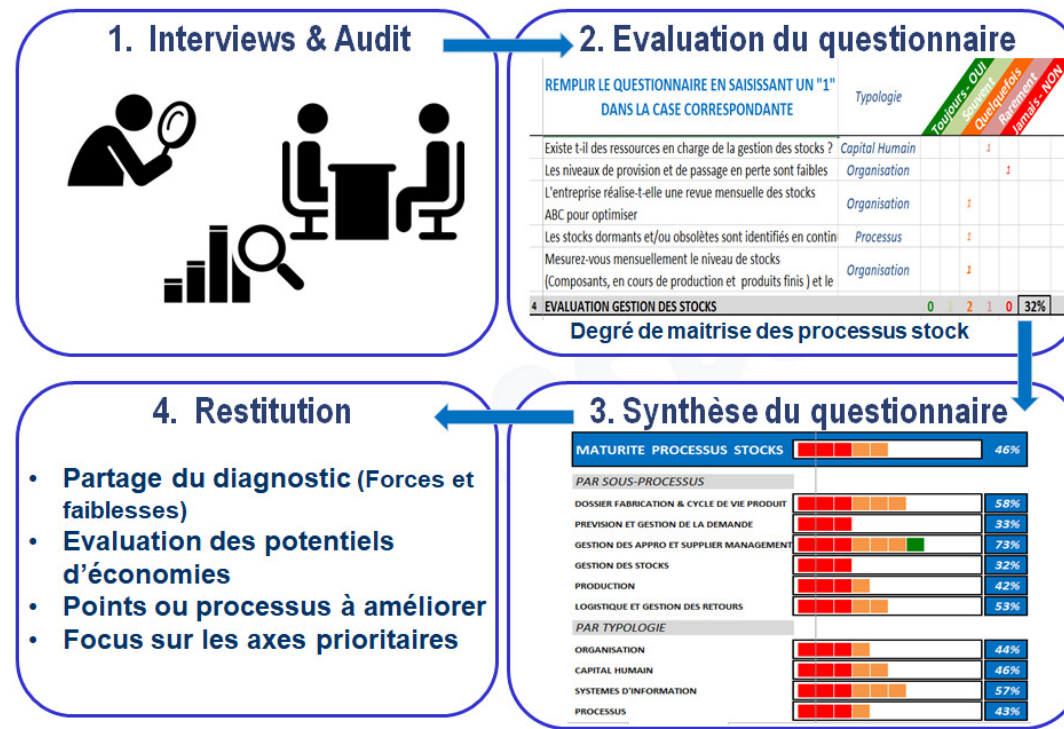 1. Interviews & Audit
2. Evaluation du questionnaire
REMPLIR LE QUESTIONNAIRE EN SAISISSANT UN "1"
DANS LA CASE CORRESPONDANTE
Typologie
Toujours - OUI
Souvent
Quelquefois
Rarement
Jamais - NON
Existe t-il des ressources en charge de la gestion des stocks ? Capital Humain 1
Les niveaux de provision et de passage en perte sont faibles Organisation 1
L'entreprise réalise-t-elle une revue mensuelle des stocks
ABC pour optimiser
Organisation 1
Les stocks dormants et/ou obsolètes sont identifiés en contin Processus 1
Mesurez-vous mensuellement le niveau de stocks
(Composants, en cours de production et produits finis ) et le
Organisation 1
4 EVALUATION GESTION DES STOCKS 0 1 2 1 0 32%
Degré de maitrise des processus stock
3. Synthèse du questionnaire
MATURITE PROCESSUS STOCKS 46%
PAR SOUS-PROCESSUS
DOSSIER FABRICATION & CYCLE DE VIE PRODUIT 58%
PREVISION ET GESTION DE LA DEMANDE 33%
GESTION DES APPRO ET SUPPLIER MANAGEMENT 73%
GESTION DES STOCKS 32%
PRODUCTION 42%
LOGISTIQUE ET GESTION DES RETOURS 53%
PAR TYPOLOGIE
ORGANISATION 44%
CAPITAL HUMAIN 46%
SYSTEMES D'INFORMATION 57%
PROCESSUS 43%
4. Restitution
• Partage du diagnostic (Forces et
faiblesses)
• Evaluation des potentiels
d'économies
• Points ou processus à améliorer
• Focus sur les axes prioritaires